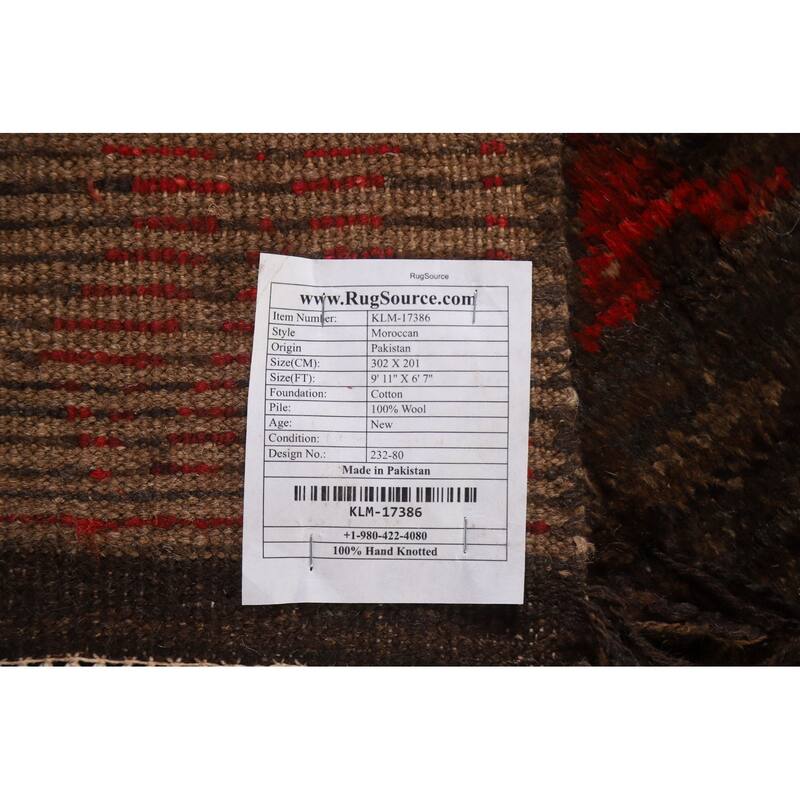 RugSource
www.RugSource.com
Item Number: KLM-17386
Style Moroccan
Origin Pakistan
Size(CM): 302 X 201
Size(FT): 9' 11" X 6' 7"
Foundation: Cotton
Pile: 100% Wool
Age: New
Condition:
Design No.: 232-80
Made in Pakistan
KLM-17386
+1-980-422-4080
100% Hand Knotted